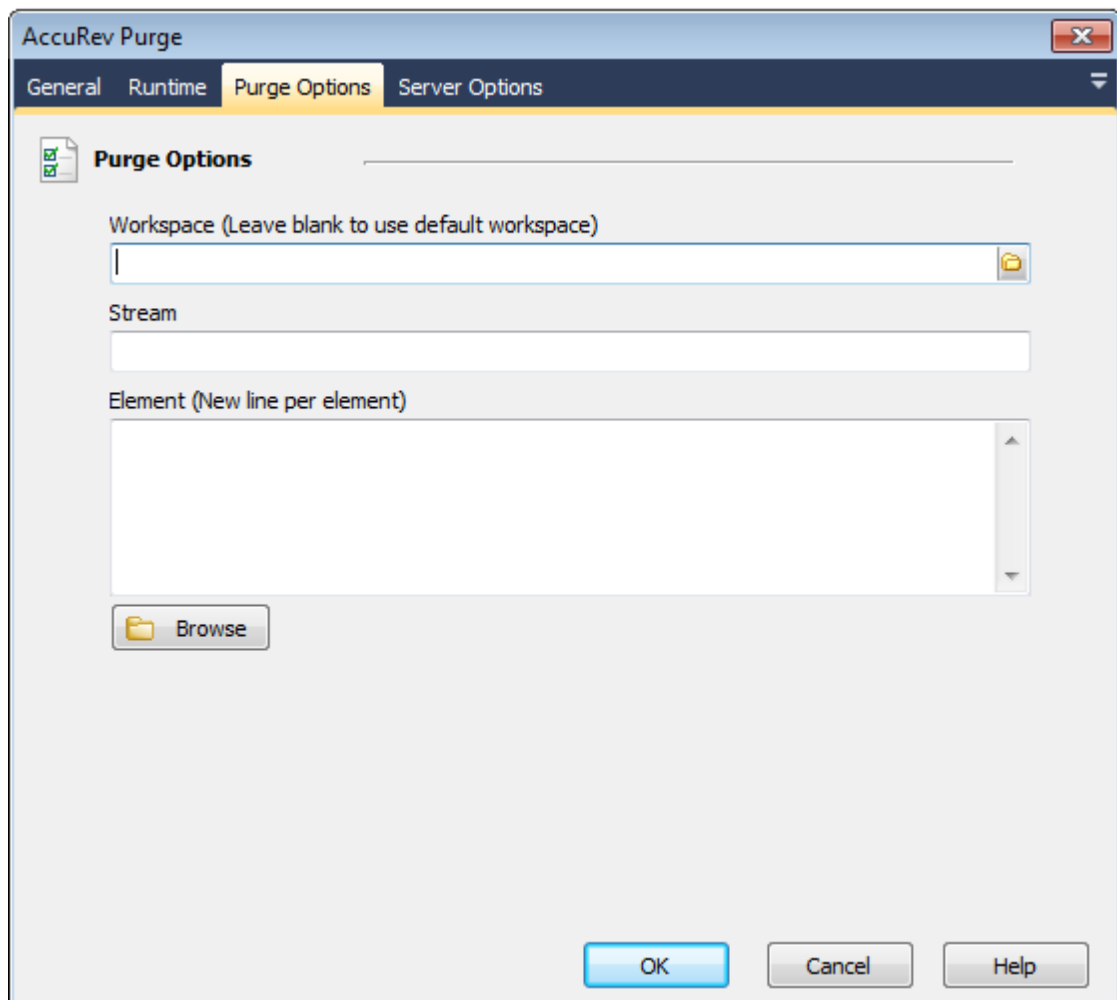 AccuRev Purge
General Runtime Purge Options Server Options
Purge Options
Workspace (Leave blank to use default workspace)
Stream
Element (New line per element)
Browse
OK Cancel Help